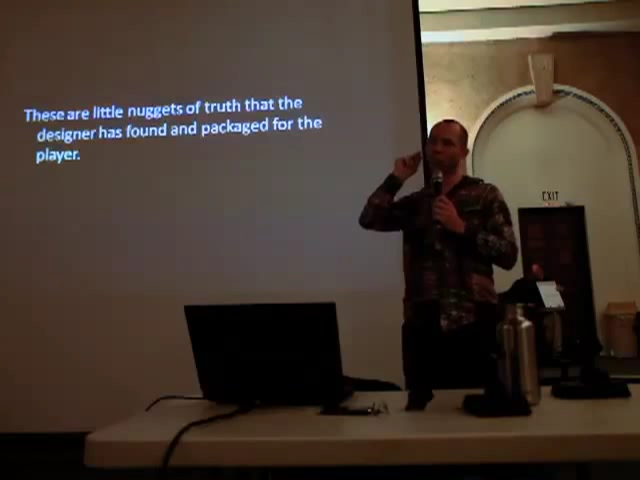 These are little nuggets of truth that the
designer has found and packaged for the
player.
EXIT